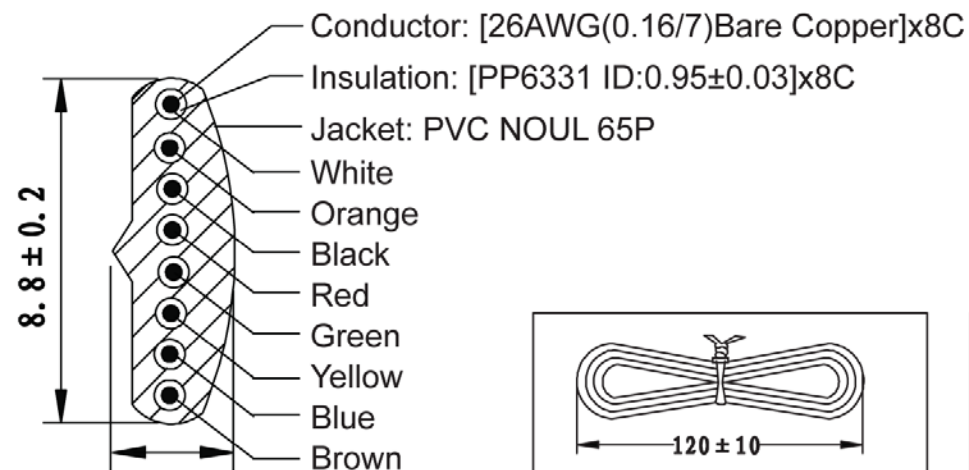 Conductor: [26AWG(0.16/7)Bare Copper]x8C
Insulation: [PP6331 ID:0.95±0.03]x8C
Jacket: PVC NOUL 65P
White
Orange
Black
Red
Green
Yellow
Blue
Brown
8.8±0.2
120±10